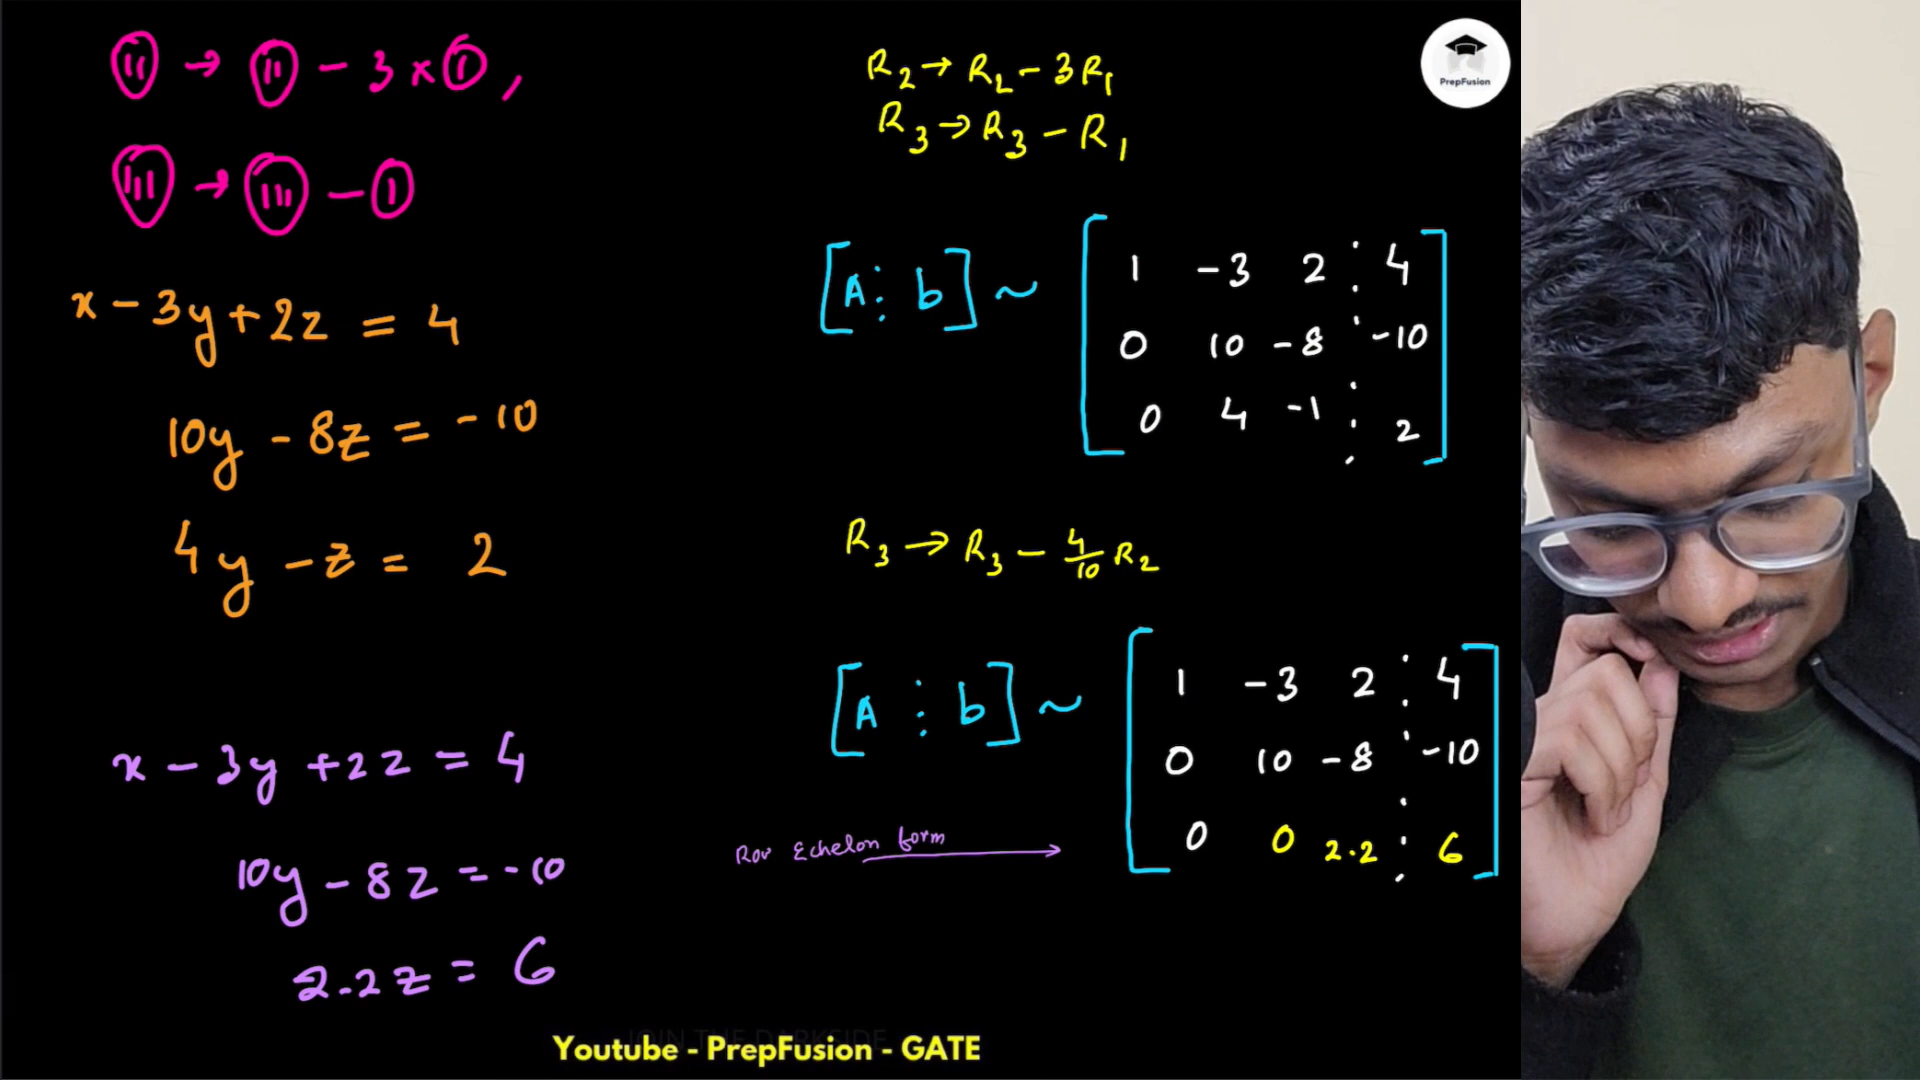 (ii) → (ii) - 3 × (i),
(iii) → (iii) - (i)
x - 3y + 2z = 4
10y - 8z = -10
4y - z = 2
x - 3y + 2z = 4
10y - 8z = -10
2.2z = 6
R₂ → R₂ - 3R₁
R₃ → R₃ - R₁
[A ⋮ b] ~
1 -3 2 ⋮ 4
0 10 -8 ⋮ -10
0 4 -1 ⋮ 2
R₃ → R₃ - 4/10 R₂
[A ⋮ b] ~
1 -3 2 ⋮ 4
0 10 -8 ⋮ -10
0 0 2.2 ⋮ 6
Row Echelon form →
PrepFusion
JOIN THE DARKSIDE
Youtube - PrepFusion - GATE